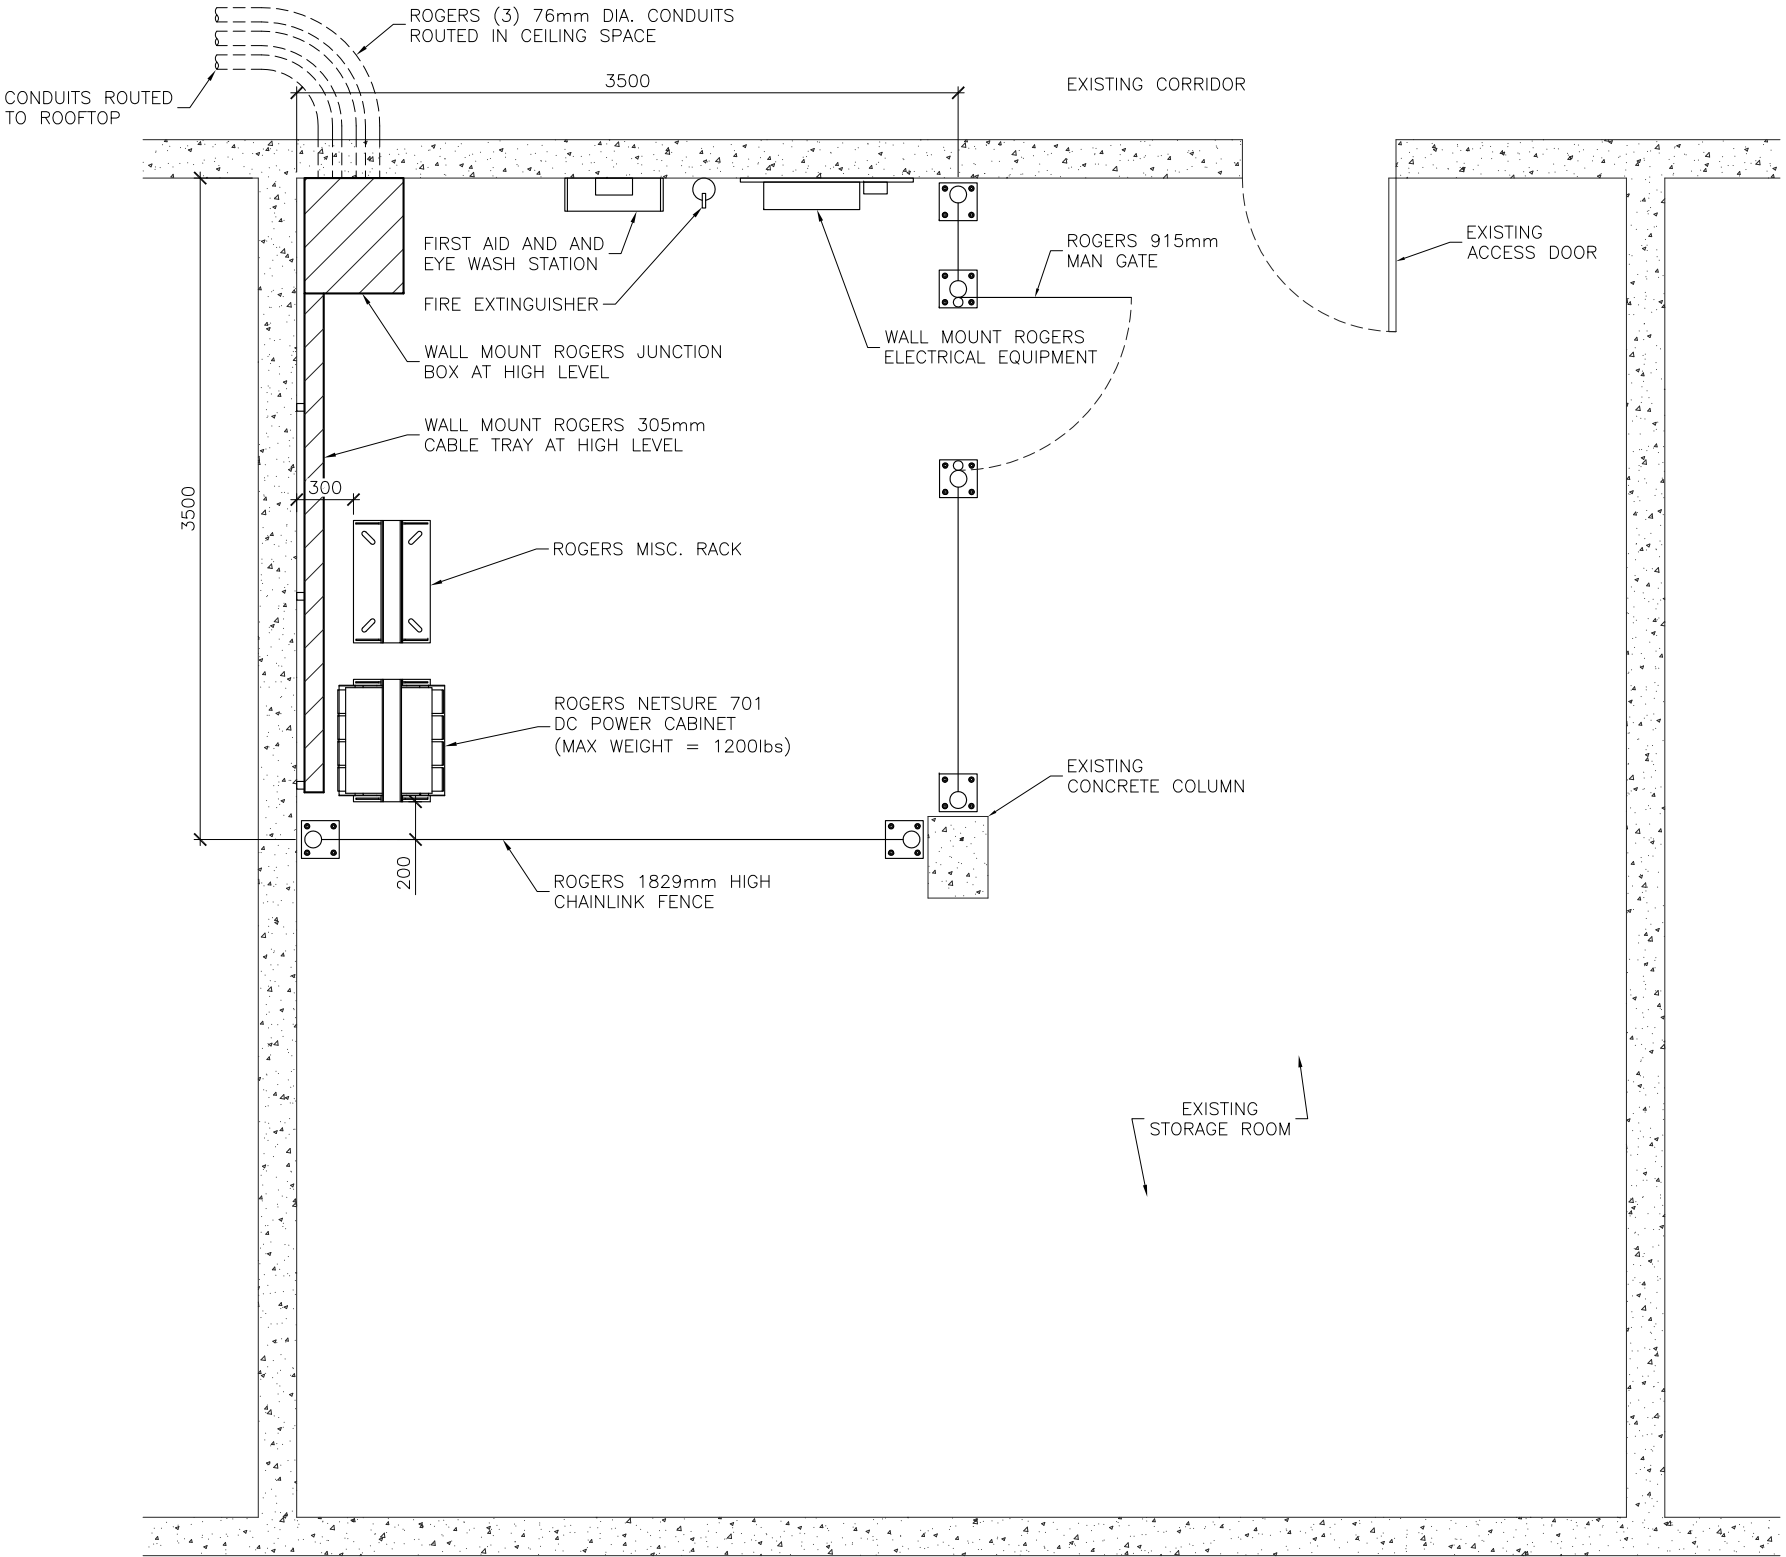 ROGERS (3) 76mm DIA. CONDUITS
ROUTED IN CEILING SPACE
CONDUITS ROUTED
TO ROOFTOP
3500
EXISTING CORRIDOR
FIRST AID AND AND
EYE WASH STATION
FIRE EXTINGUISHER
ROGERS 915mm
MAN GATE
EXISTING
ACCESS DOOR
WALL MOUNT ROGERS
ELECTRICAL EQUIPMENT
WALL MOUNT ROGERS JUNCTION
BOX AT HIGH LEVEL
WALL MOUNT ROGERS 305mm
CABLE TRAY AT HIGH LEVEL
300
3500
ROGERS MISC. RACK
ROGERS NETSURE 701
DC POWER CABINET
(MAX WEIGHT = 1200lbs)
EXISTING
CONCRETE COLUMN
200
ROGERS 1829mm HIGH
CHAINLINK FENCE
EXISTING
STORAGE ROOM